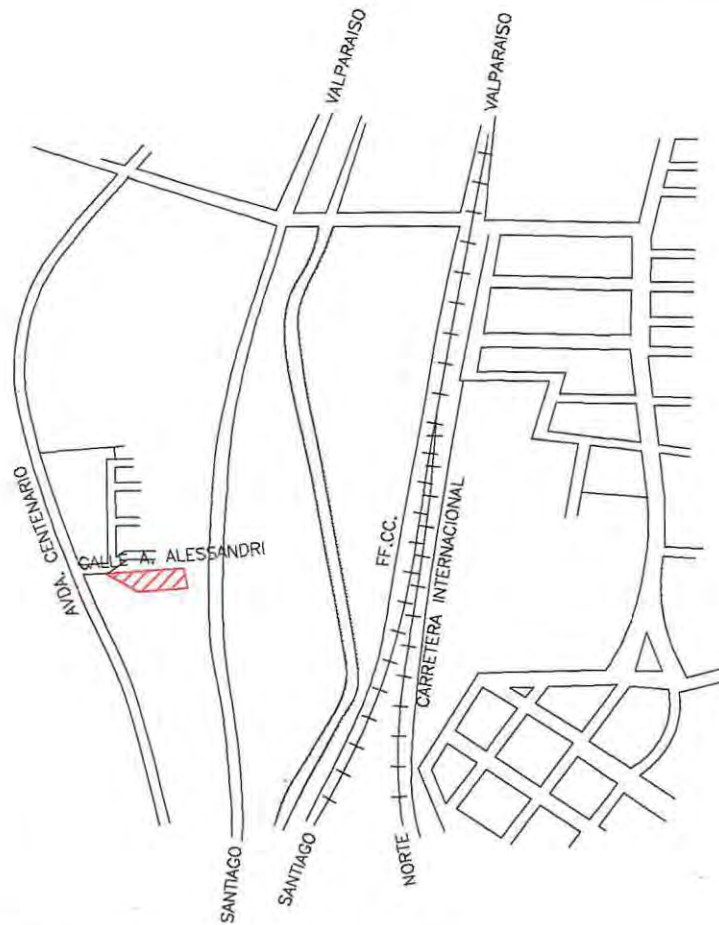 VALPARAISO
VALPARAISO
AVDA. CENTENARIO
CALLE A. ALESSANDRI
FF.CC.
CARRETERA INTERNACIONAL
SANTIAGO
SANTIAGO
NORTE